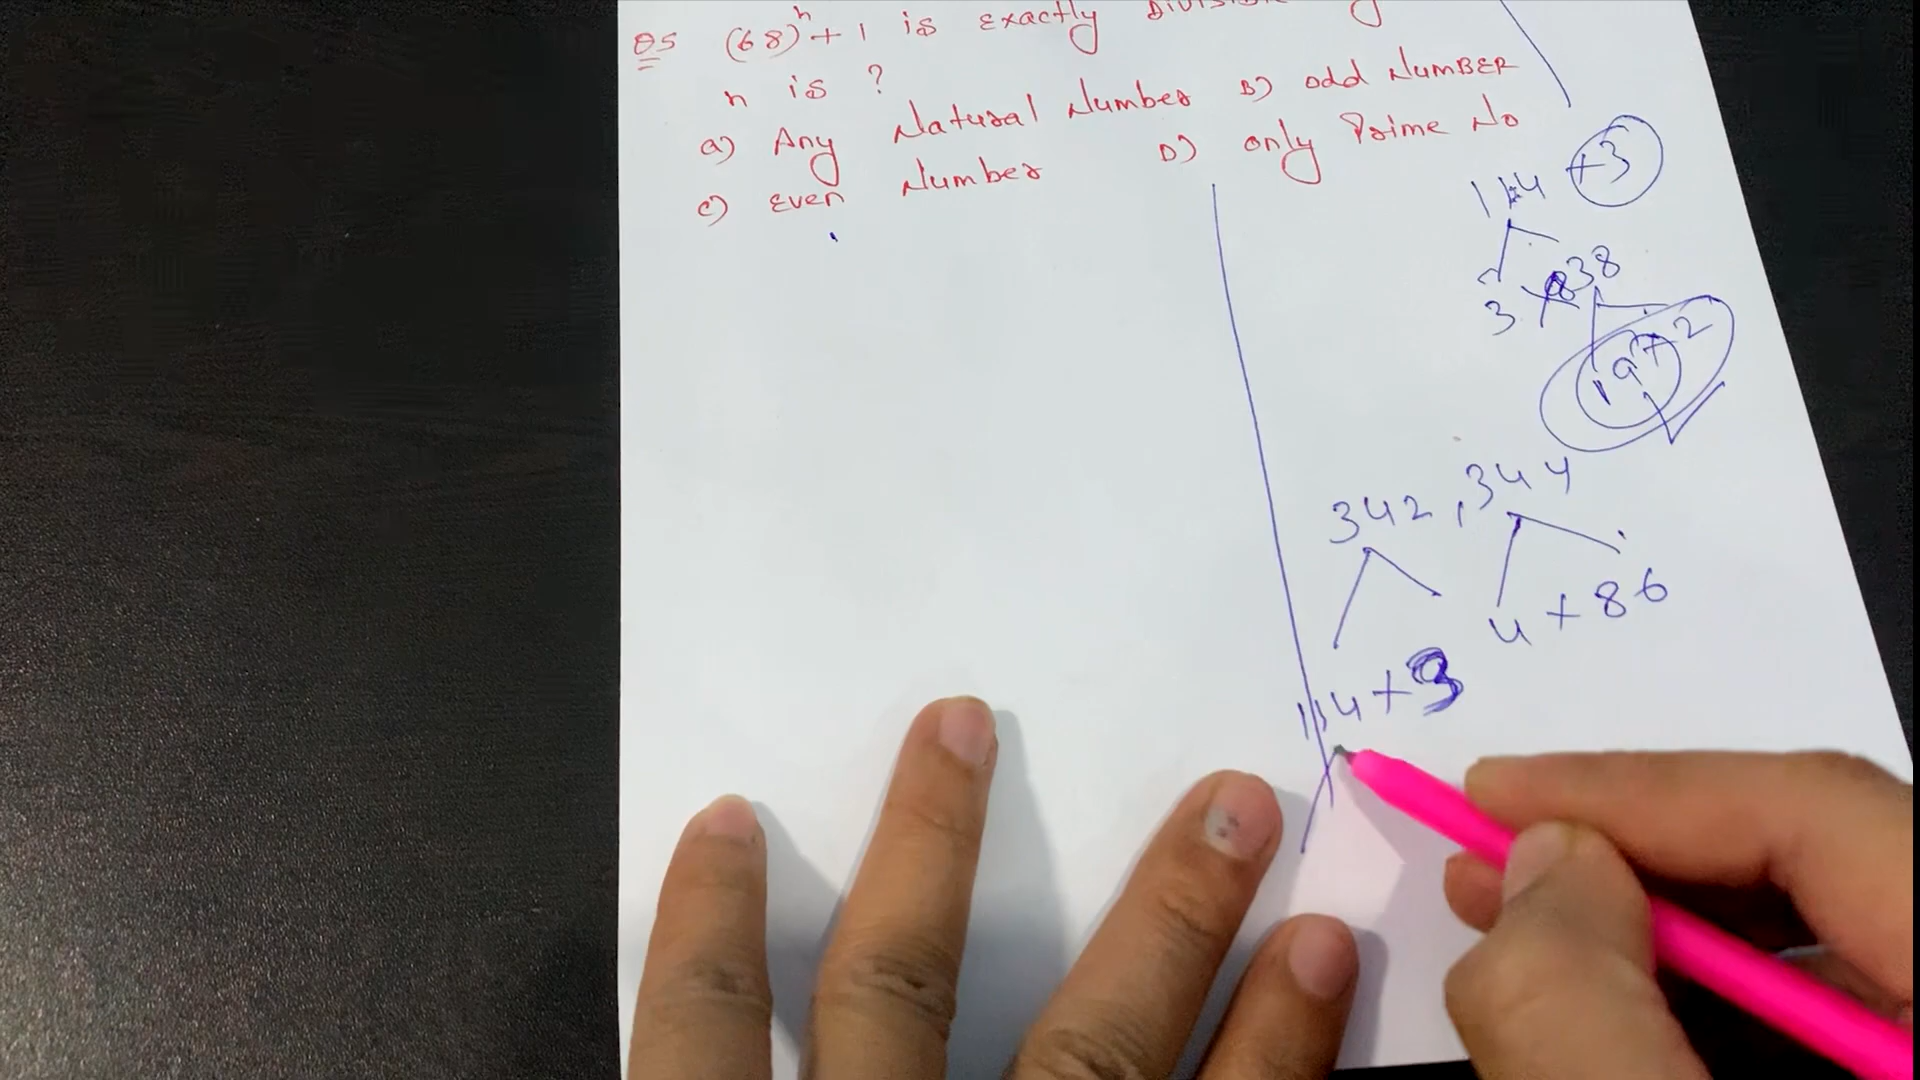 Q5 (68)ⁿ + 1 is exactly
n is ?
a) Any Natural Number B) odd Number
c) Even Number D) only Prime No
114 × 3
3 × 38
19 × 2
342 , 344
4 × 86
114 × 3